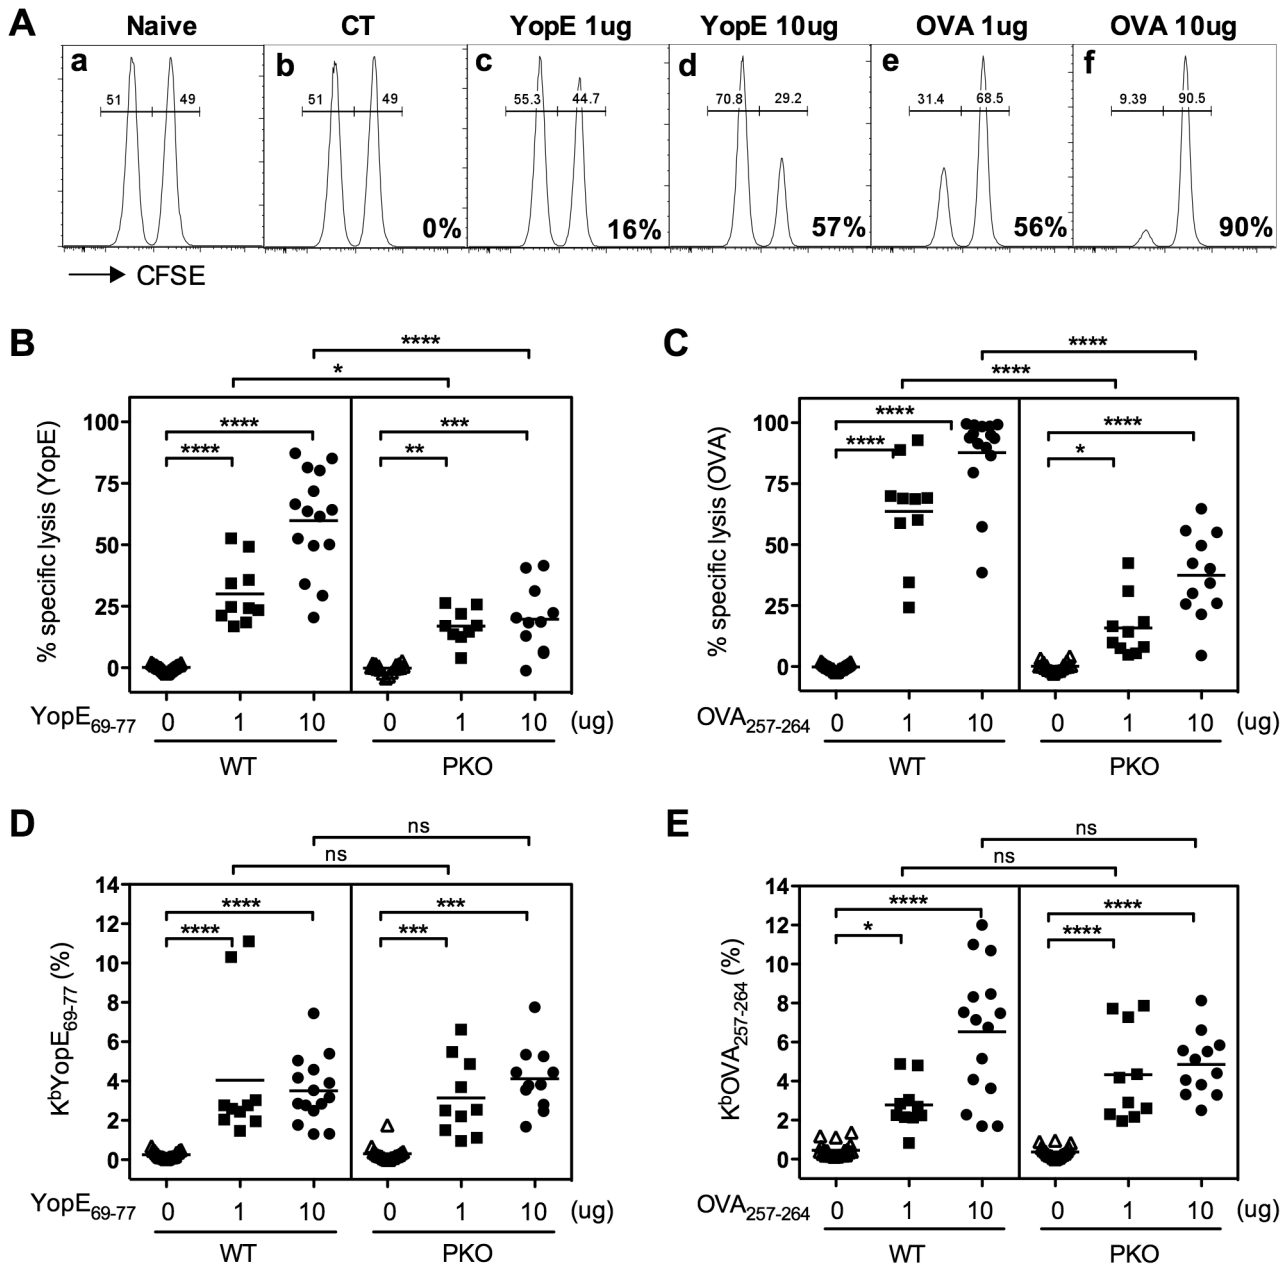 A
Naive CT YopE 1ug YopE 10ug OVA 1ug OVA 10ug
a b c d e f
51 49 51 49 55.3 44.7 70.8 29.2 31.4 68.5 9.39 90.5
0% 16% 57% 56% 90%
CFSE
B
****
*
**** ***
**** **
% specific lysis (YopE)
100
75
50
25
0
YopE69-77 0 1 10 0 1 10 (ug)
WT PKO
C
****
****
**** ****
**** *
% specific lysis (OVA)
100
75
50
25
0
OVA257-264 0 1 10 0 1 10 (ug)
WT PKO
D
ns
ns
**** ***
**** ***
KbYopE69-77 (%)
14
12
10
8
6
4
2
0
YopE69-77 0 1 10 0 1 10 (ug)
WT PKO
E
ns
ns
**** ****
* ****
KbOVA257-264 (%)
14
12
10
8
6
4
2
0
OVA257-264 0 1 10 0 1 10 (ug)
WT PKO